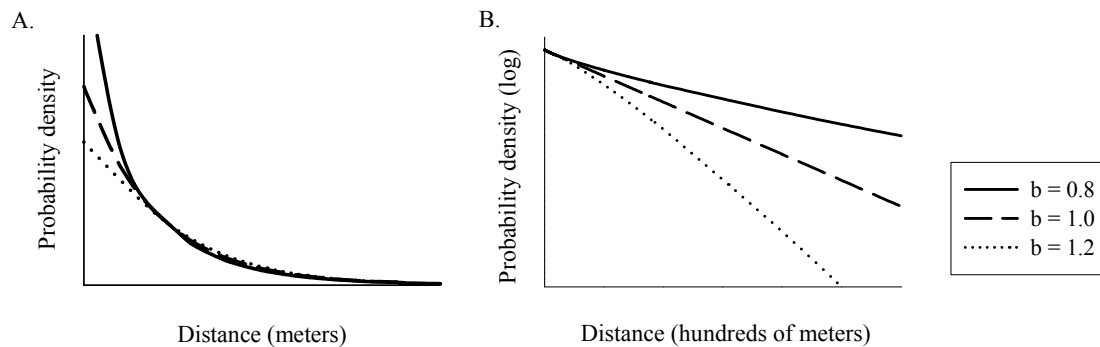 A.
Probability density
Distance (meters)
B.
Probability density (log)
Distance (hundreds of meters)
b = 0.8
b = 1.0
b = 1.2